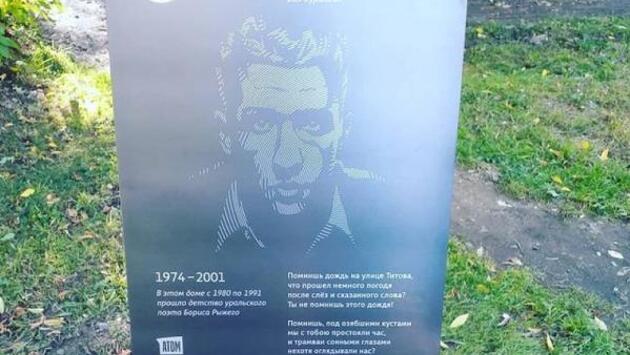 1974–2001
В этом доме с 1980 по 1991
прошло детство уральского
поэта Бориса Рыжего
АТОМ
Помнишь дождь на улице Титова,
что прошел немного погодя
после слёз и сказанного слова?
Ты не помнишь этого дождя!
Помнишь, под озябшими кустами
мы с тобою простояли час,
и трамваи сонными глазами
нехотя оглядывали нас?